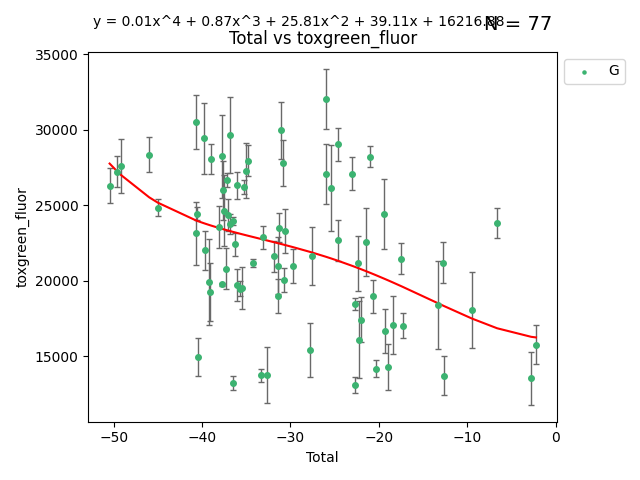 y = 0.01x^4 + 0.87x^3 + 25.81x^2 + 39.11x + 16216.
N = 77
Total vs toxgreen_fluor
G
35000
30000
25000
20000
15000
toxgreen_fluor
−50 −40 −30 −20 −10 0
Total